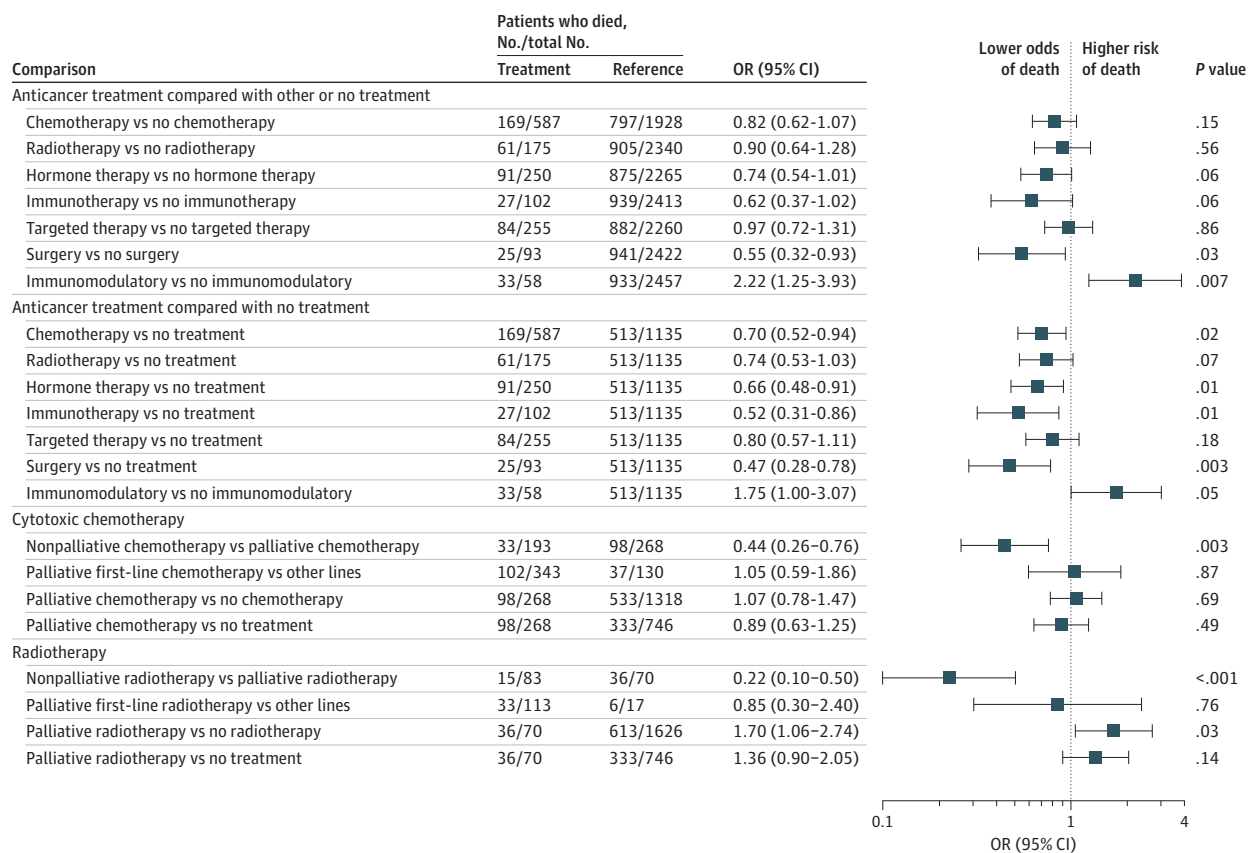 Patients who died,
No./total No.
Lower odds of death
Higher risk of death
Comparison Treatment Reference OR (95% CI) P value
Anticancer treatment compared with other or no treatment
Chemotherapy vs no chemotherapy 169/587 797/1928 0.82 (0.62-1.07) .15
Radiotherapy vs no radiotherapy 61/175 905/2340 0.90 (0.64-1.28) .56
Hormone therapy vs no hormone therapy 91/250 875/2265 0.74 (0.54-1.01) .06
Immunotherapy vs no immunotherapy 27/102 939/2413 0.62 (0.37-1.02) .06
Targeted therapy vs no targeted therapy 84/255 882/2260 0.97 (0.72-1.31) .86
Surgery vs no surgery 25/93 941/2422 0.55 (0.32-0.93) .03
Immunomodulatory vs no immunomodulatory 33/58 933/2457 2.22 (1.25-3.93) .007
Anticancer treatment compared with no treatment
Chemotherapy vs no treatment 169/587 513/1135 0.70 (0.52-0.94) .02
Radiotherapy vs no treatment 61/175 513/1135 0.74 (0.53-1.03) .07
Hormone therapy vs no treatment 91/250 513/1135 0.66 (0.48-0.91) .01
Immunotherapy vs no treatment 27/102 513/1135 0.52 (0.31-0.86) .01
Targeted therapy vs no treatment 84/255 513/1135 0.80 (0.57-1.11) .18
Surgery vs no treatment 25/93 513/1135 0.47 (0.28-0.78) .003
Immunomodulatory vs no immunomodulatory 33/58 513/1135 1.75 (1.00-3.07) .05
Cytotoxic chemotherapy
Nonpalliative chemotherapy vs palliative chemotherapy 33/193 98/268 0.44 (0.26–0.76) .003
Palliative first-line chemotherapy vs other lines 102/343 37/130 1.05 (0.59-1.86) .87
Palliative chemotherapy vs no chemotherapy 98/268 533/1318 1.07 (0.78-1.47) .69
Palliative chemotherapy vs no treatment 98/268 333/746 0.89 (0.63-1.25) .49
Radiotherapy
Nonpalliative radiotherapy vs palliative radiotherapy 15/83 36/70 0.22 (0.10–0.50) <.001
Palliative first-line radiotherapy vs other lines 33/113 6/17 0.85 (0.30–2.40) .76
Palliative radiotherapy vs no radiotherapy 36/70 613/1626 1.70 (1.06–2.74) .03
Palliative radiotherapy vs no treatment 36/70 333/746 1.36 (0.90–2.05) .14
0.1 1 4
OR (95% CI)